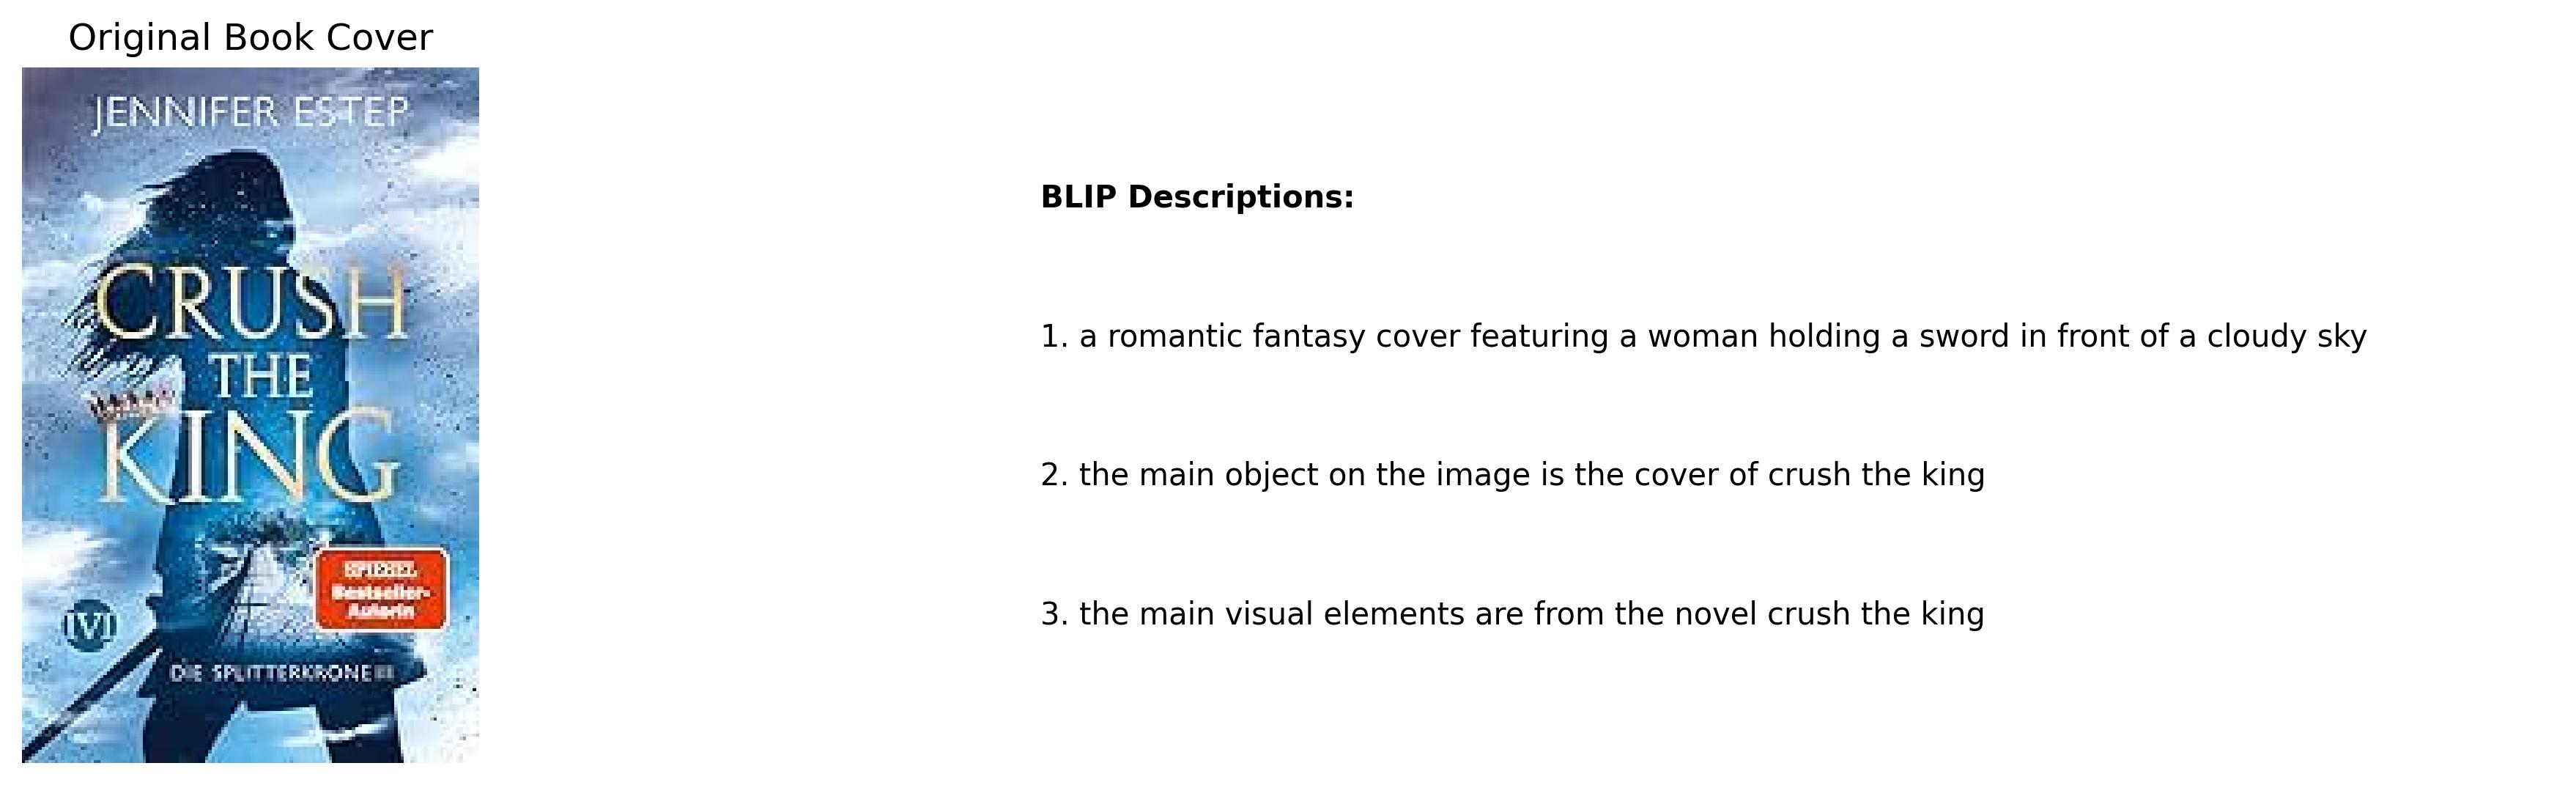 Original Book Cover
JENNIFER ESTEP
CRUSH
THE
KING
SPIEGEL
Bestseller-
Autorin
IVI
DIE SPLITTERKRONE III
BLIP Descriptions:
1. a romantic fantasy cover featuring a woman holding a sword in front of a cloudy sky
2. the main object on the image is the cover of crush the king
3. the main visual elements are from the novel crush the king